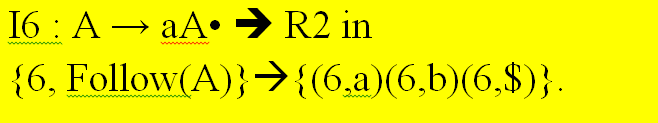 I6 : A → aA• ➔ R2 in
{6, Follow(A)}→{(6,a)(6,b)(6,$)}.